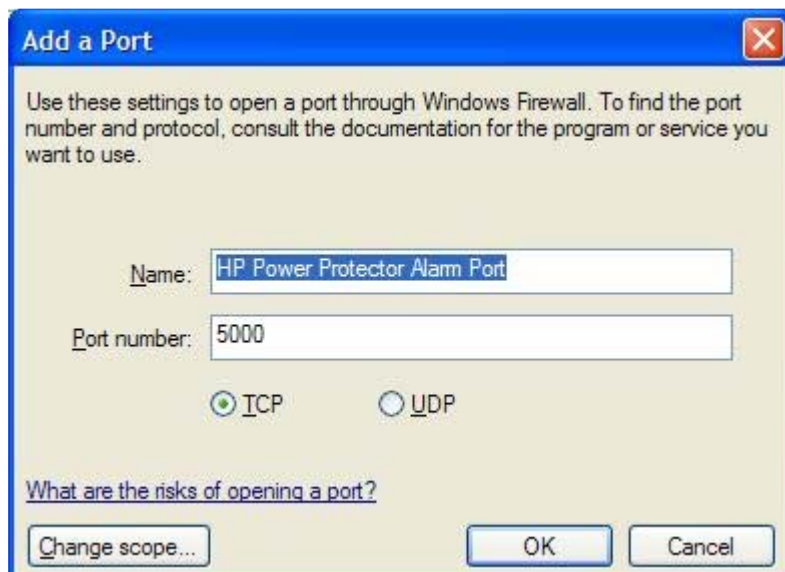 Add a Port
Use these settings to open a port through Windows Firewall. To find the port
number and protocol, consult the documentation for the program or service you
want to use.
Name: HP Power Protector Alarm Port
Port number: 5000
TCP UDP
What are the risks of opening a port?
Change scope... OK Cancel